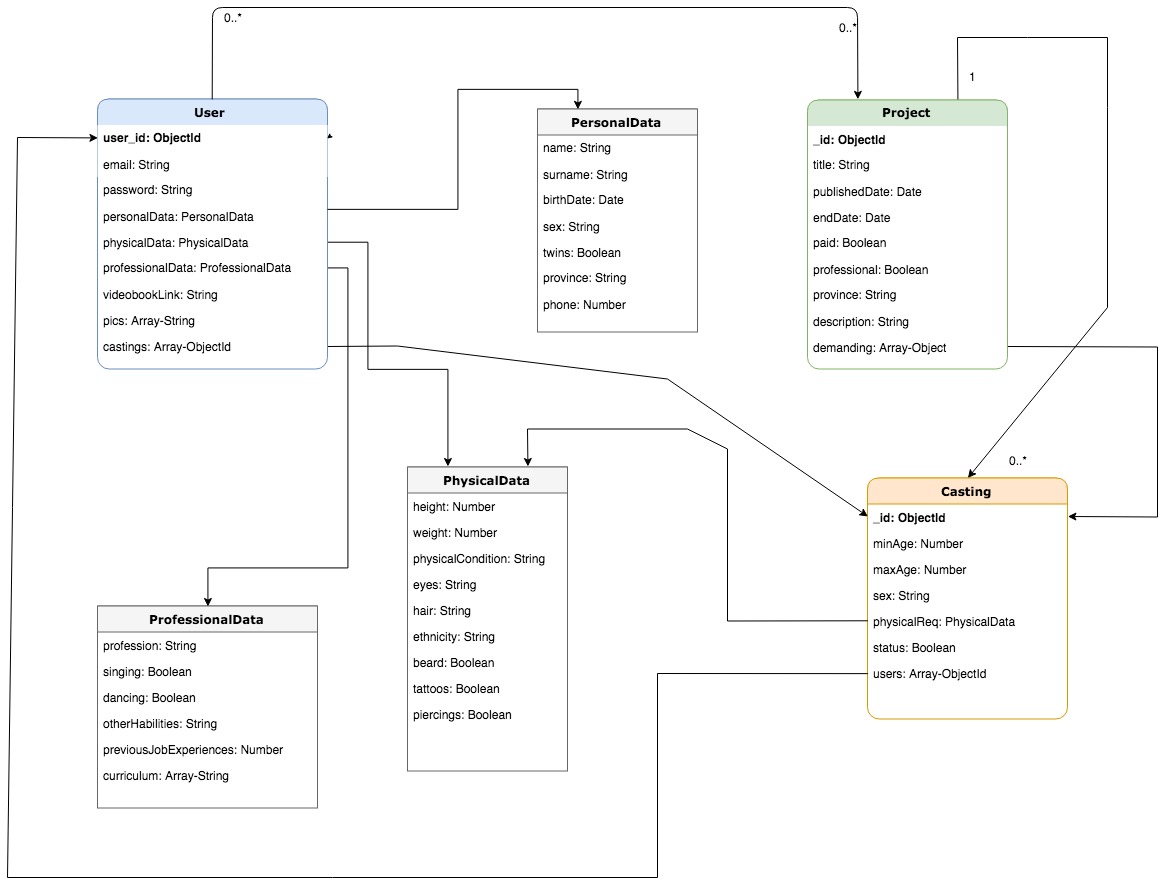 0..*
0..*
1
User
user_id: ObjectId
email: String
password: String
personalData: PersonalData
physicalData: PhysicalData
professionalData: ProfessionalData
videobookLink: String
pics: Array-String
castings: Array-ObjectId
PersonalData
name: String
surname: String
birthDate: Date
sex: String
twins: Boolean
province: String
phone: Number
Project
_id: ObjectId
title: String
publishedDate: Date
endDate: Date
paid: Boolean
professional: Boolean
province: String
description: String
demanding: Array-Object
0..*
PhysicalData
height: Number
weight: Number
physicalCondition: String
eyes: String
hair: String
ethnicity: String
beard: Boolean
tattoos: Boolean
piercings: Boolean
Casting
_id: ObjectId
minAge: Number
maxAge: Number
sex: String
physicalReq: PhysicalData
status: Boolean
users: Array-ObjectId
ProfessionalData
profession: String
singing: Boolean
dancing: Boolean
otherHabilities: String
previousJobExperiences: Number
curriculum: Array-String